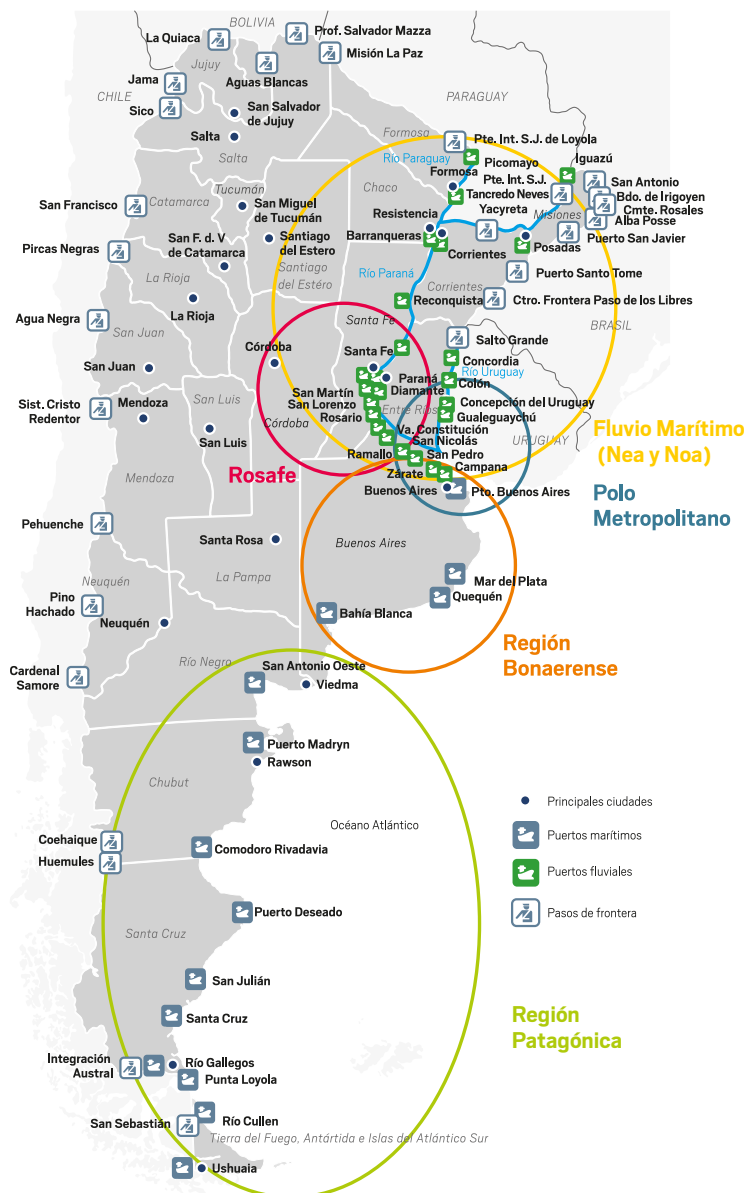 BOLIVIA
Prof. Salvador Mazza
La Quiaca
Misión La Paz
Jujuy
Aguas Blancas
Jama
CHILE
PARAGUAY
Sico
San Salvador
de Jujuy
Salta
Formosa
Pte. Int. S.J. de Loyola
Salta
Río Paraguay
Picomayo
Iguazú
Formosa
Pte. Int. S.J.
Tancredo Neves
San Antonio
Bdo. de Irigoyen
Cmte. Rosales
Alba Posse
Tucumán
Chaco
Catamarca
San Miguel
de Tucumán
Yacyreta
Misiones
San Francisco
Resistencia
Barranqueras
Puerto San Javier
Pircas Negras
San F. d. V
de Catamarca
Santiago
del Estero
Corrientes
Posadas
Santiago
del Estéro
La Rioja
Río Paraná
Puerto Santo Tome
Corrientes
La Rioja
Reconquista
Ctro. Frontera Paso de los Libres
Agua Negra
San Juan
Santa Fe
BRASIL
Salto Grande
Córdoba
Santa Fe
Concordia
San Juan
Río Uruguay
Paraná
Colón
Sist. Cristo
Redentor
Mendoza
San Luis
San Martín
Diamante
San Lorenzo
Entre Ríos
Concepción del Uruguay
Rosario
Gualeguaychú
Córdoba
San Luis
Va. Constitución
Fluvio Marítimo
(Nea y Noa)
San Nicolás
URUGUAY
Ramallo
San Pedro
Rosafe
Mendoza
Zárate
Campana
Buenos Aires
Pto. Buenos Aires
Polo
Metropolitano
Pehuenche
Santa Rosa
Buenos Aires
La Pampa
Neuquén
Mar del Plata
Pino
Hachado
Quequén
Bahía Blanca
Neuquén
Región
Bonaerense
Río Negro
San Antonio Oeste
Cardenal
Samore
Viedma
Puerto Madryn
Rawson
Chubut
Principales ciudades
Océano Atlántico
Puertos marítimos
Coehaique
Huemules
Comodoro Rivadavia
Puertos fluviales
Puerto Deseado
Pasos de frontera
Santa Cruz
San Julián
Santa Cruz
Región
Patagónica
Integración
Austral
Río Gallegos
Punta Loyola
San Sebastián
Río Cullen
Tierra del Fuego, Antártida e Islas del Atlántico Sur
Ushuaia